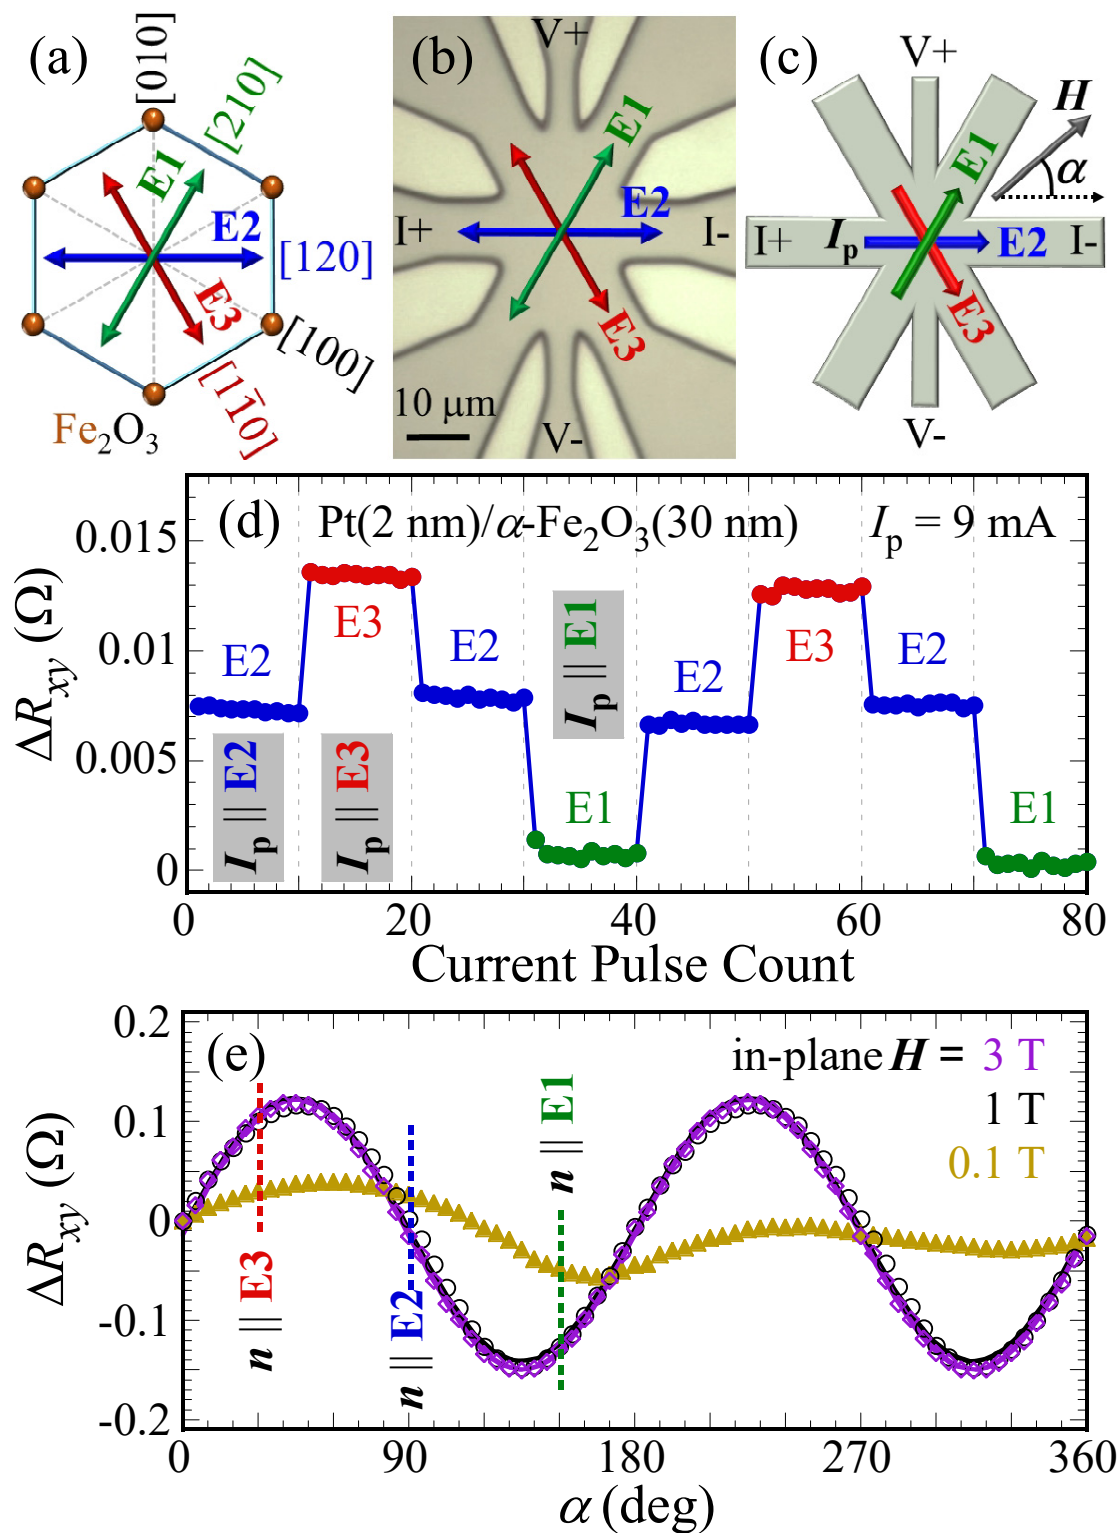 (a)
[010]
[210]
E1
E2
[120]
E3
[100]
[11̅0]
Fe₂O₃
(b)
V+
E1
E2
I+
I-
E3
10 μm
V-
(c)
V+
H
E1
α
I+
Iₚ
E2
I-
E3
V-
(d) Pt(2 nm)/α-Fe₂O₃(30 nm) Iₚ = 9 mA
ΔRxy (Ω)
0.015
0.01
0.005
0
E2
E3
E2
E1
E2
E3
E2
E1
Iₚ || E2
Iₚ || E3
Iₚ || E1
0 20 40 60 80
Current Pulse Count
(e)
in-plane H = 3 T
1 T
0.1 T
ΔRxy (Ω)
0.2
0.1
0
-0.1
-0.2
n || E3
n || E2
n || E1
0 90 180 270 360
α (deg)